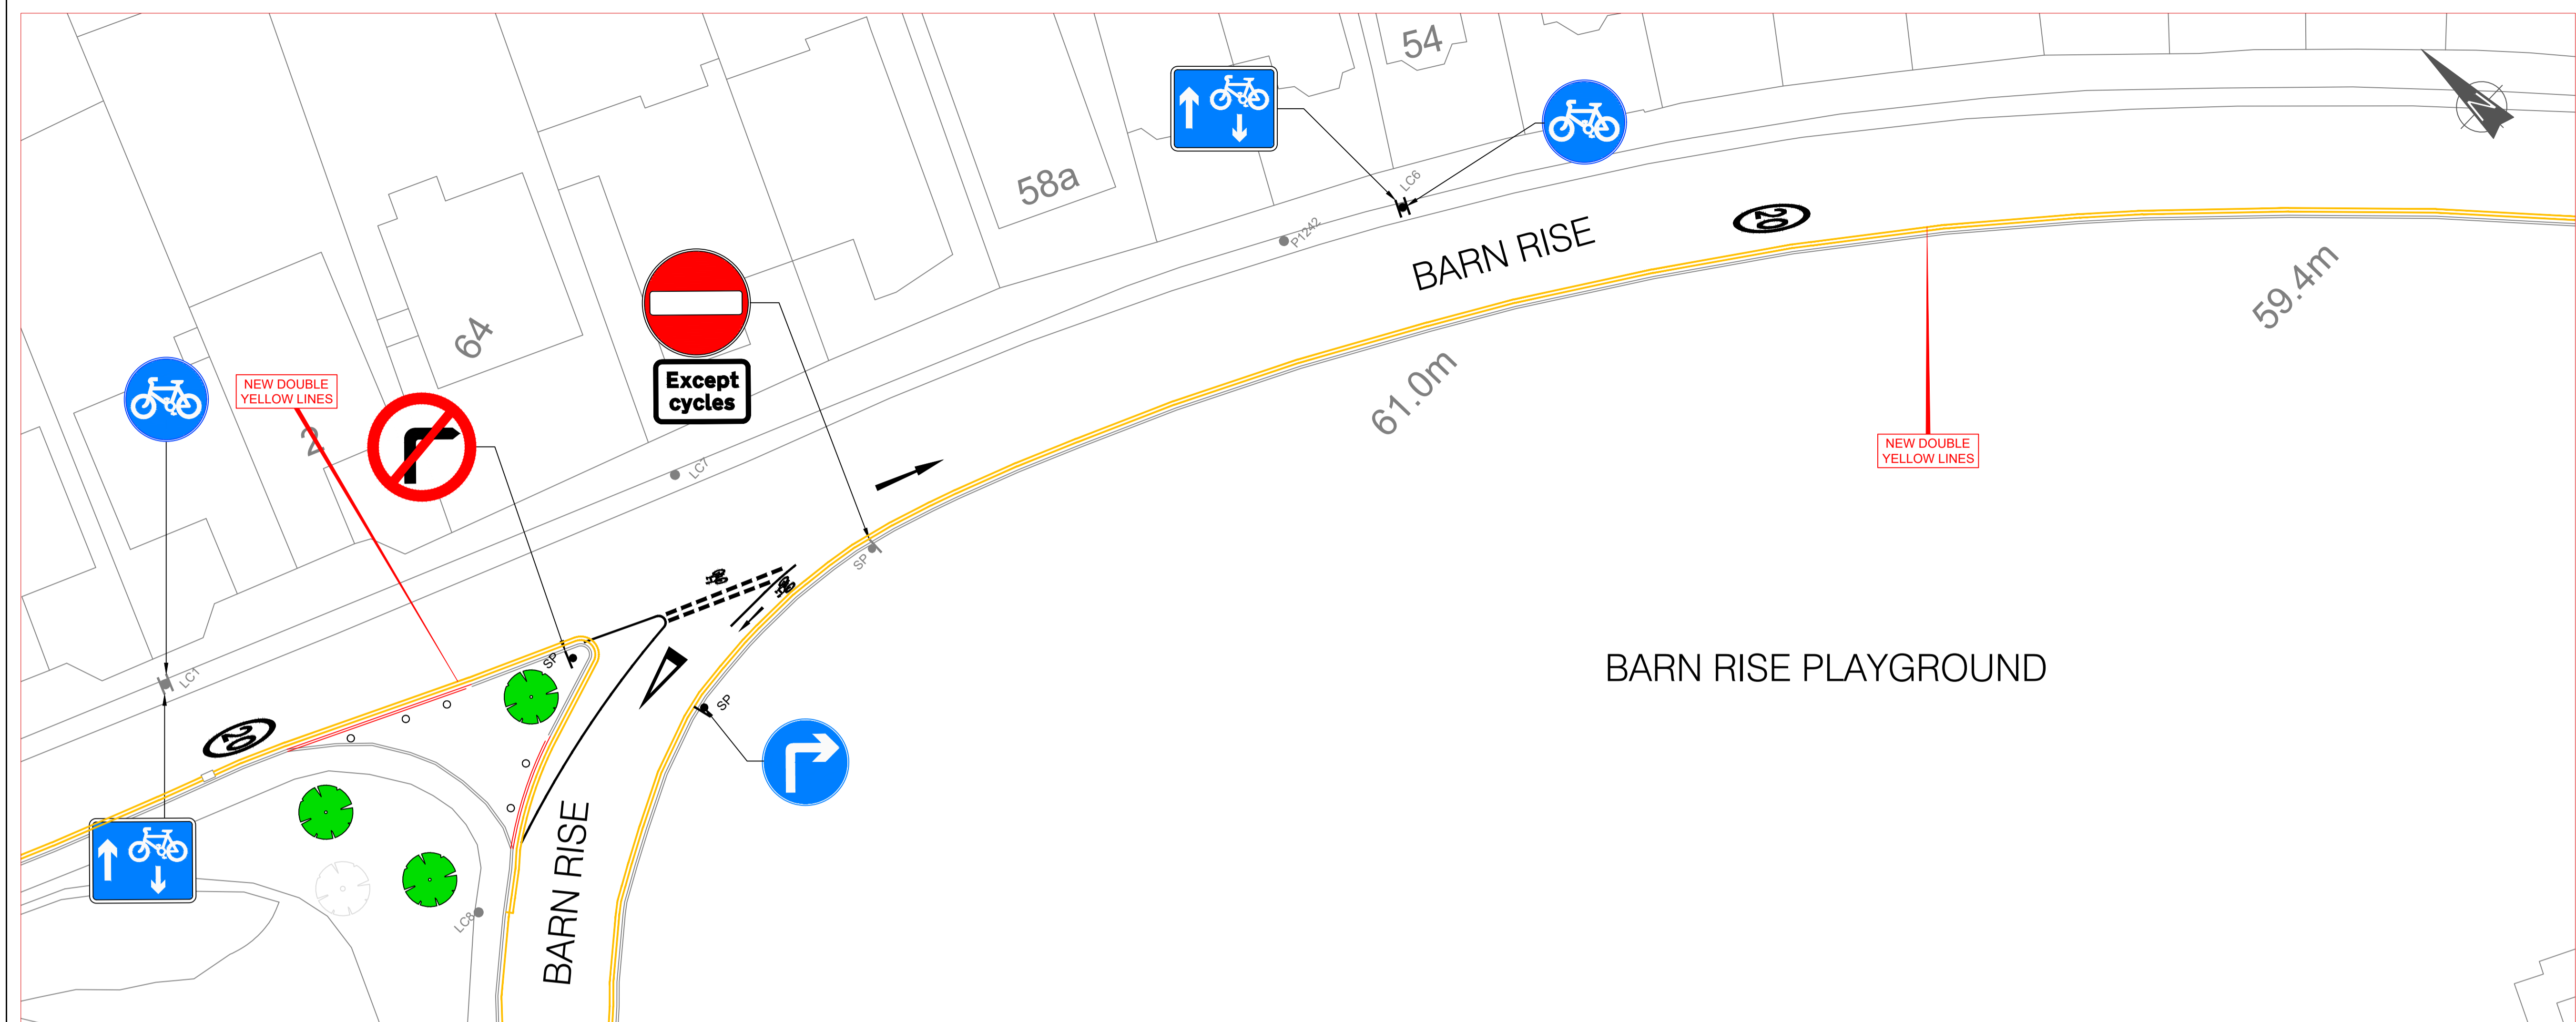 54
58a
LC6
P1242
BARN RISE
20
N
59.4m
64
Except
cycles
61.0m
NEW DOUBLE
YELLOW LINES
2
LC7
NEW DOUBLE
YELLOW LINES
SP
SP
LC1
BARN RISE PLAYGROUND
SP
20
BARN RISE
LC8